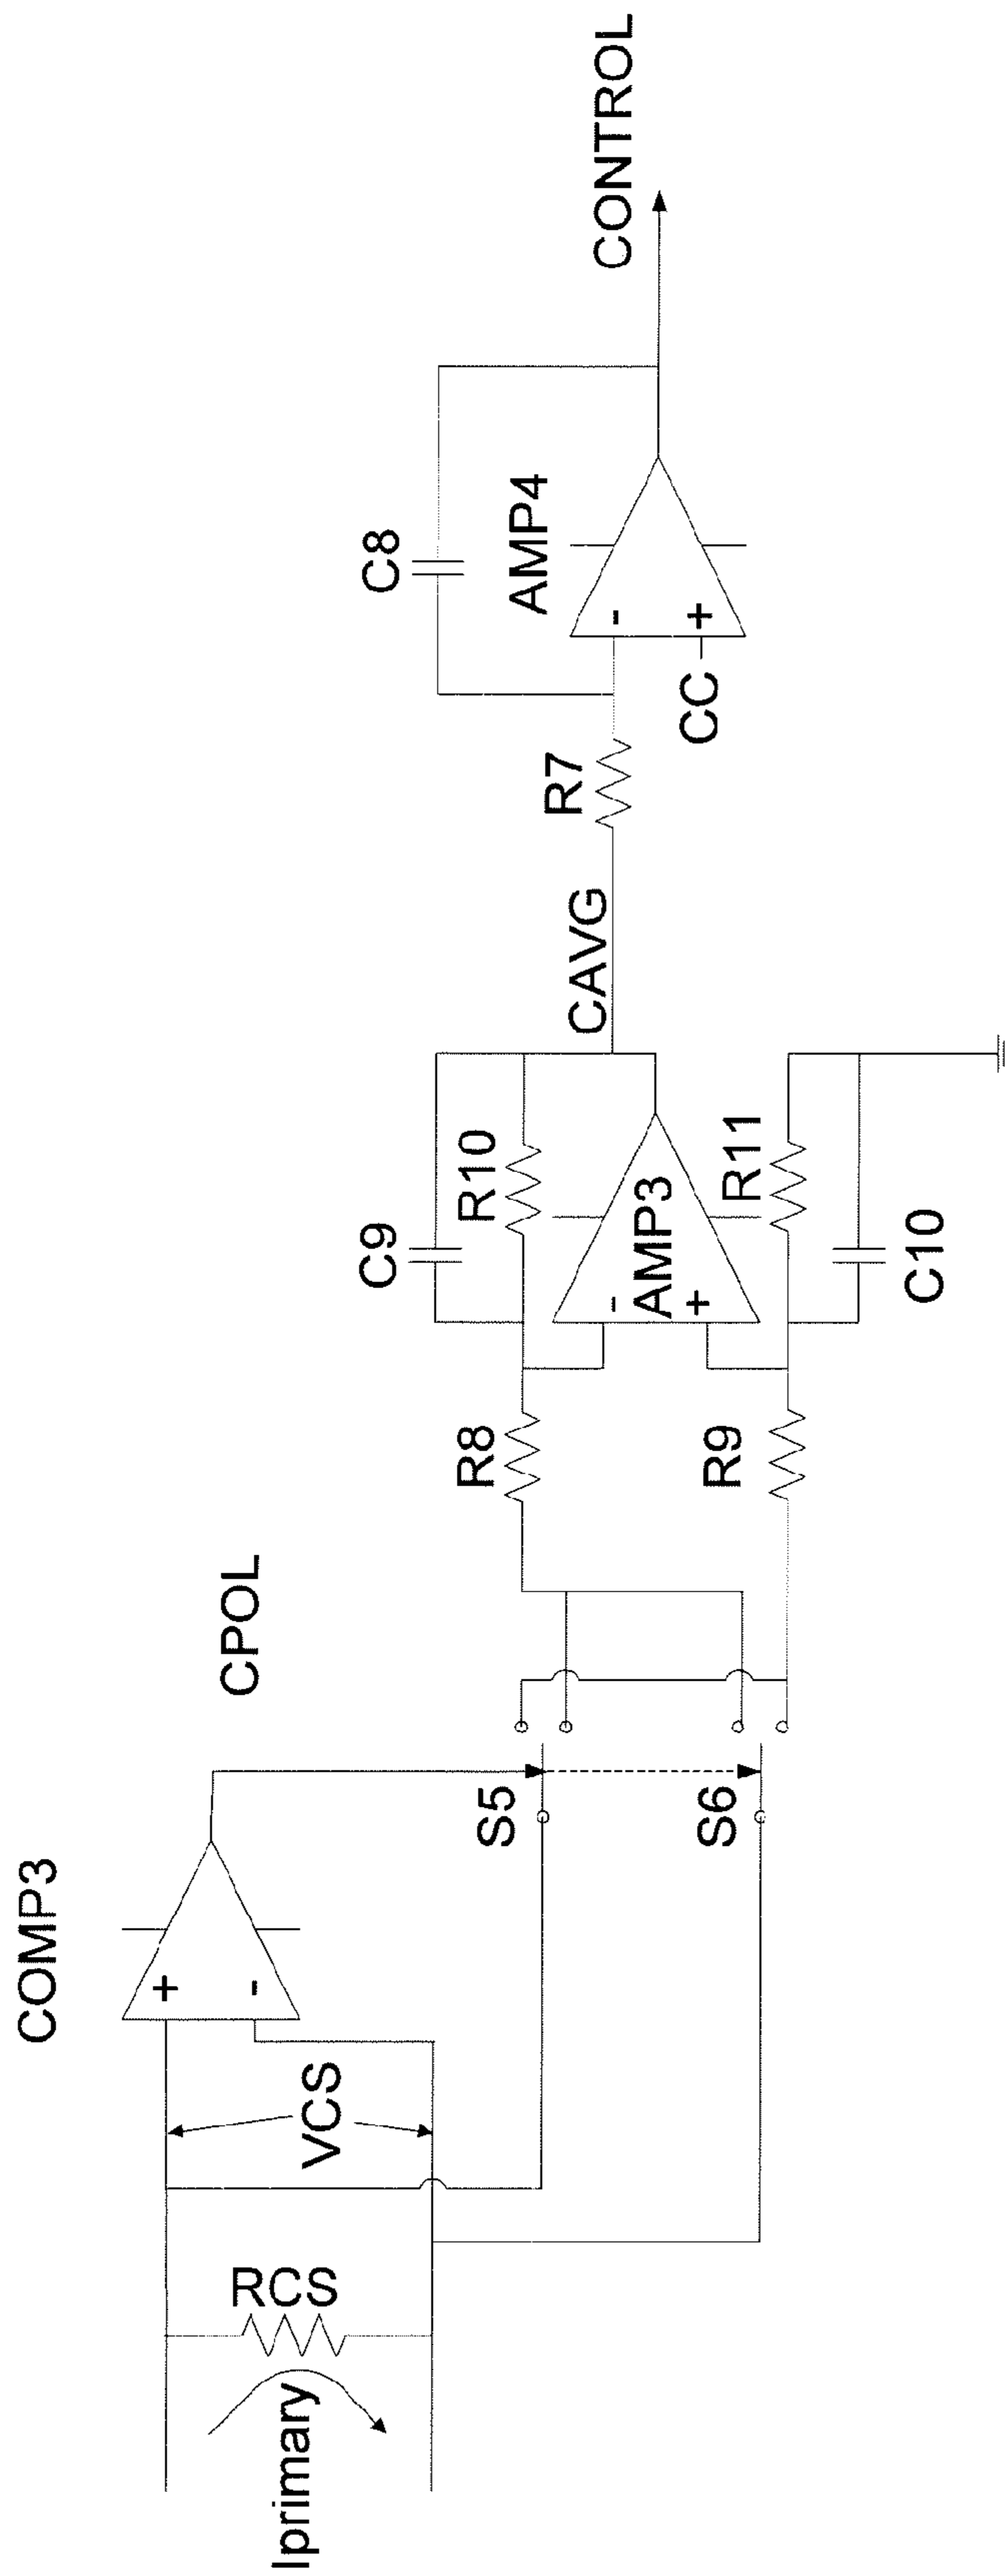 Iprimary
RCS
VCS
COMP3
+
-
CPOL
S5
S6
R8
R9
C9
R10
-
AMP3
+
R11
C10
CAVG
R7
C8
AMP4
-
+
CC
CONTROL